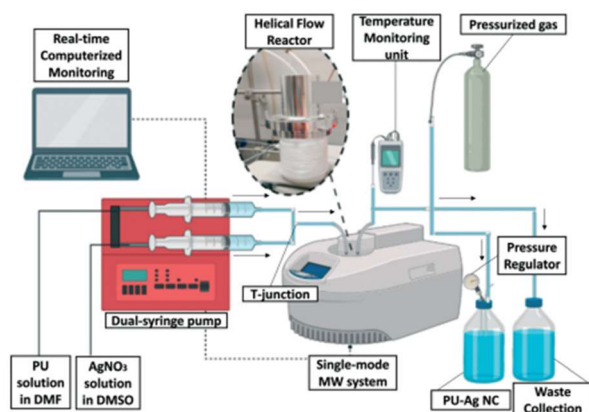 Real-time
Computerized
Monitoring
Helical Flow
Reactor
Temperature
Monitoring
unit
Pressurized gas
T-junction
Dual-syringe pump
Pressure
Regulator
PU
solution
in DMF
AgNO₃
solution
in DMSO
Single-mode
MW system
PU-Ag NC
Waste
Collection